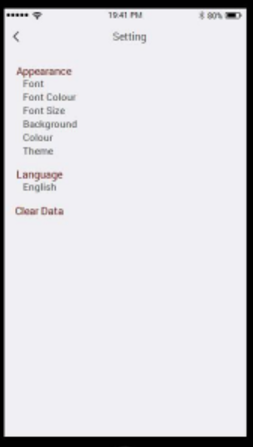 19:41 PM
80%
Setting
Appearance
Font
Font Colour
Font Size
Background
Colour
Theme
Language
English
Clear Data